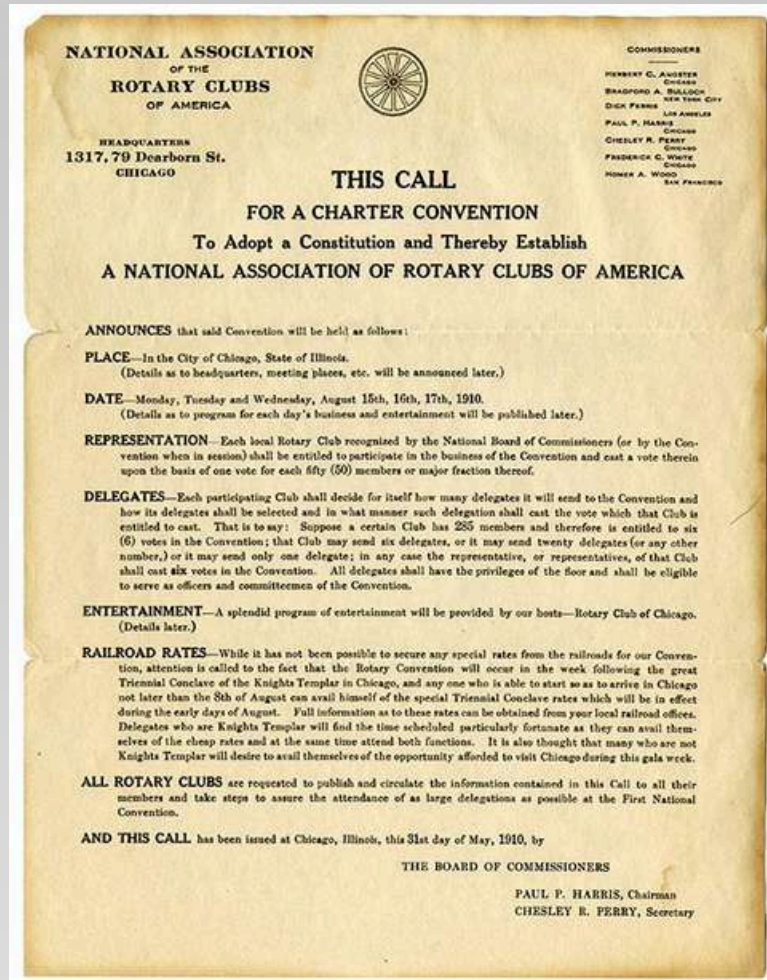 NATIONAL ASSOCIATION
OF THE
ROTARY CLUBS
OF AMERICA
HEADQUARTERS
1317, 79 Dearborn St.
CHICAGO
COMMISSIONERS
HERBERT C. ANGSTER
CHICAGO
BRADFORD A. BULLOCK
NEW YORK CITY
DICK FERRIS
LOS ANGELES
PAUL P. HARRIS
CHICAGO
CHESLEY R. PERRY
CHICAGO
FREDERICK C. WHITE
CHICAGO
HOMER A. WOOD
SAN FRANCISCO
THIS CALL
FOR A CHARTER CONVENTION
To Adopt a Constitution and Thereby Establish
A NATIONAL ASSOCIATION OF ROTARY CLUBS OF AMERICA
ANNOUNCES that said Convention will be held as follows:
PLACE—In the City of Chicago, State of Illinois.
(Details as to headquarters, meeting places, etc. will be announced later.)
DATE—Monday, Tuesday and Wednesday, August 15th, 16th, 17th, 1910.
(Details as to program for each day's business and entertainment will be published later.)
REPRESENTATION—Each local Rotary Club recognized by the National Board of Commissioners (or by the Con-
vention when in session) shall be entitled to participate in the business of the Convention and cast a vote therein
upon the basis of one vote for each fifty (50) members or major fraction thereof.
DELEGATES—Each participating Club shall decide for itself how many delegates it will send to the Convention and
how its delegates shall be selected and in what manner such delegation shall cast the vote which that Club is
entitled to cast. That is to say: Suppose a certain Club has 285 members and therefore is entitled to six
(6) votes in the Convention; that Club may send six delegates, or it may send twenty delegates (or any other
number,) or it may send only one delegate; in any case the representative, or representatives, of that Club
shall cast six votes in the Convention. All delegates shall have the privileges of the floor and shall be eligible
to serve as officers and committeemen of the Convention.
ENTERTAINMENT—A splendid program of entertainment will be provided by our hosts—Rotary Club of Chicago.
(Details later.)
RAILROAD RATES—While it has not been possible to secure any special rates from the railroads for our Conven-
tion, attention is called to the fact that the Rotary Convention will occur in the week following the great
Triennial Conclave of the Knights Templar in Chicago, and any one who is able to start so as to arrive in Chicago
not later than the 8th of August can avail himself of the special Triennial Conclave rates which will be in effect
during the early days of August. Full information as to these rates can be obtained from your local railroad offices.
Delegates who are Knights Templar will find the time scheduled particularly fortunate as they can avail them-
selves of the cheap rates and at the same time attend both functions. It is also thought that many who are not
Knights Templar will desire to avail themselves of the opportunity afforded to visit Chicago during this gala week.
ALL ROTARY CLUBS are requested to publish and circulate the information contained in this Call to all their
members and take steps to assure the attendance of as large delegations as possible at the First National
Convention.
AND THIS CALL has been issued at Chicago, Illinois, this 31st day of May, 1910, by
THE BOARD OF COMMISSIONERS
PAUL P. HARRIS, Chairman
CHESLEY R. PERRY, Secretary